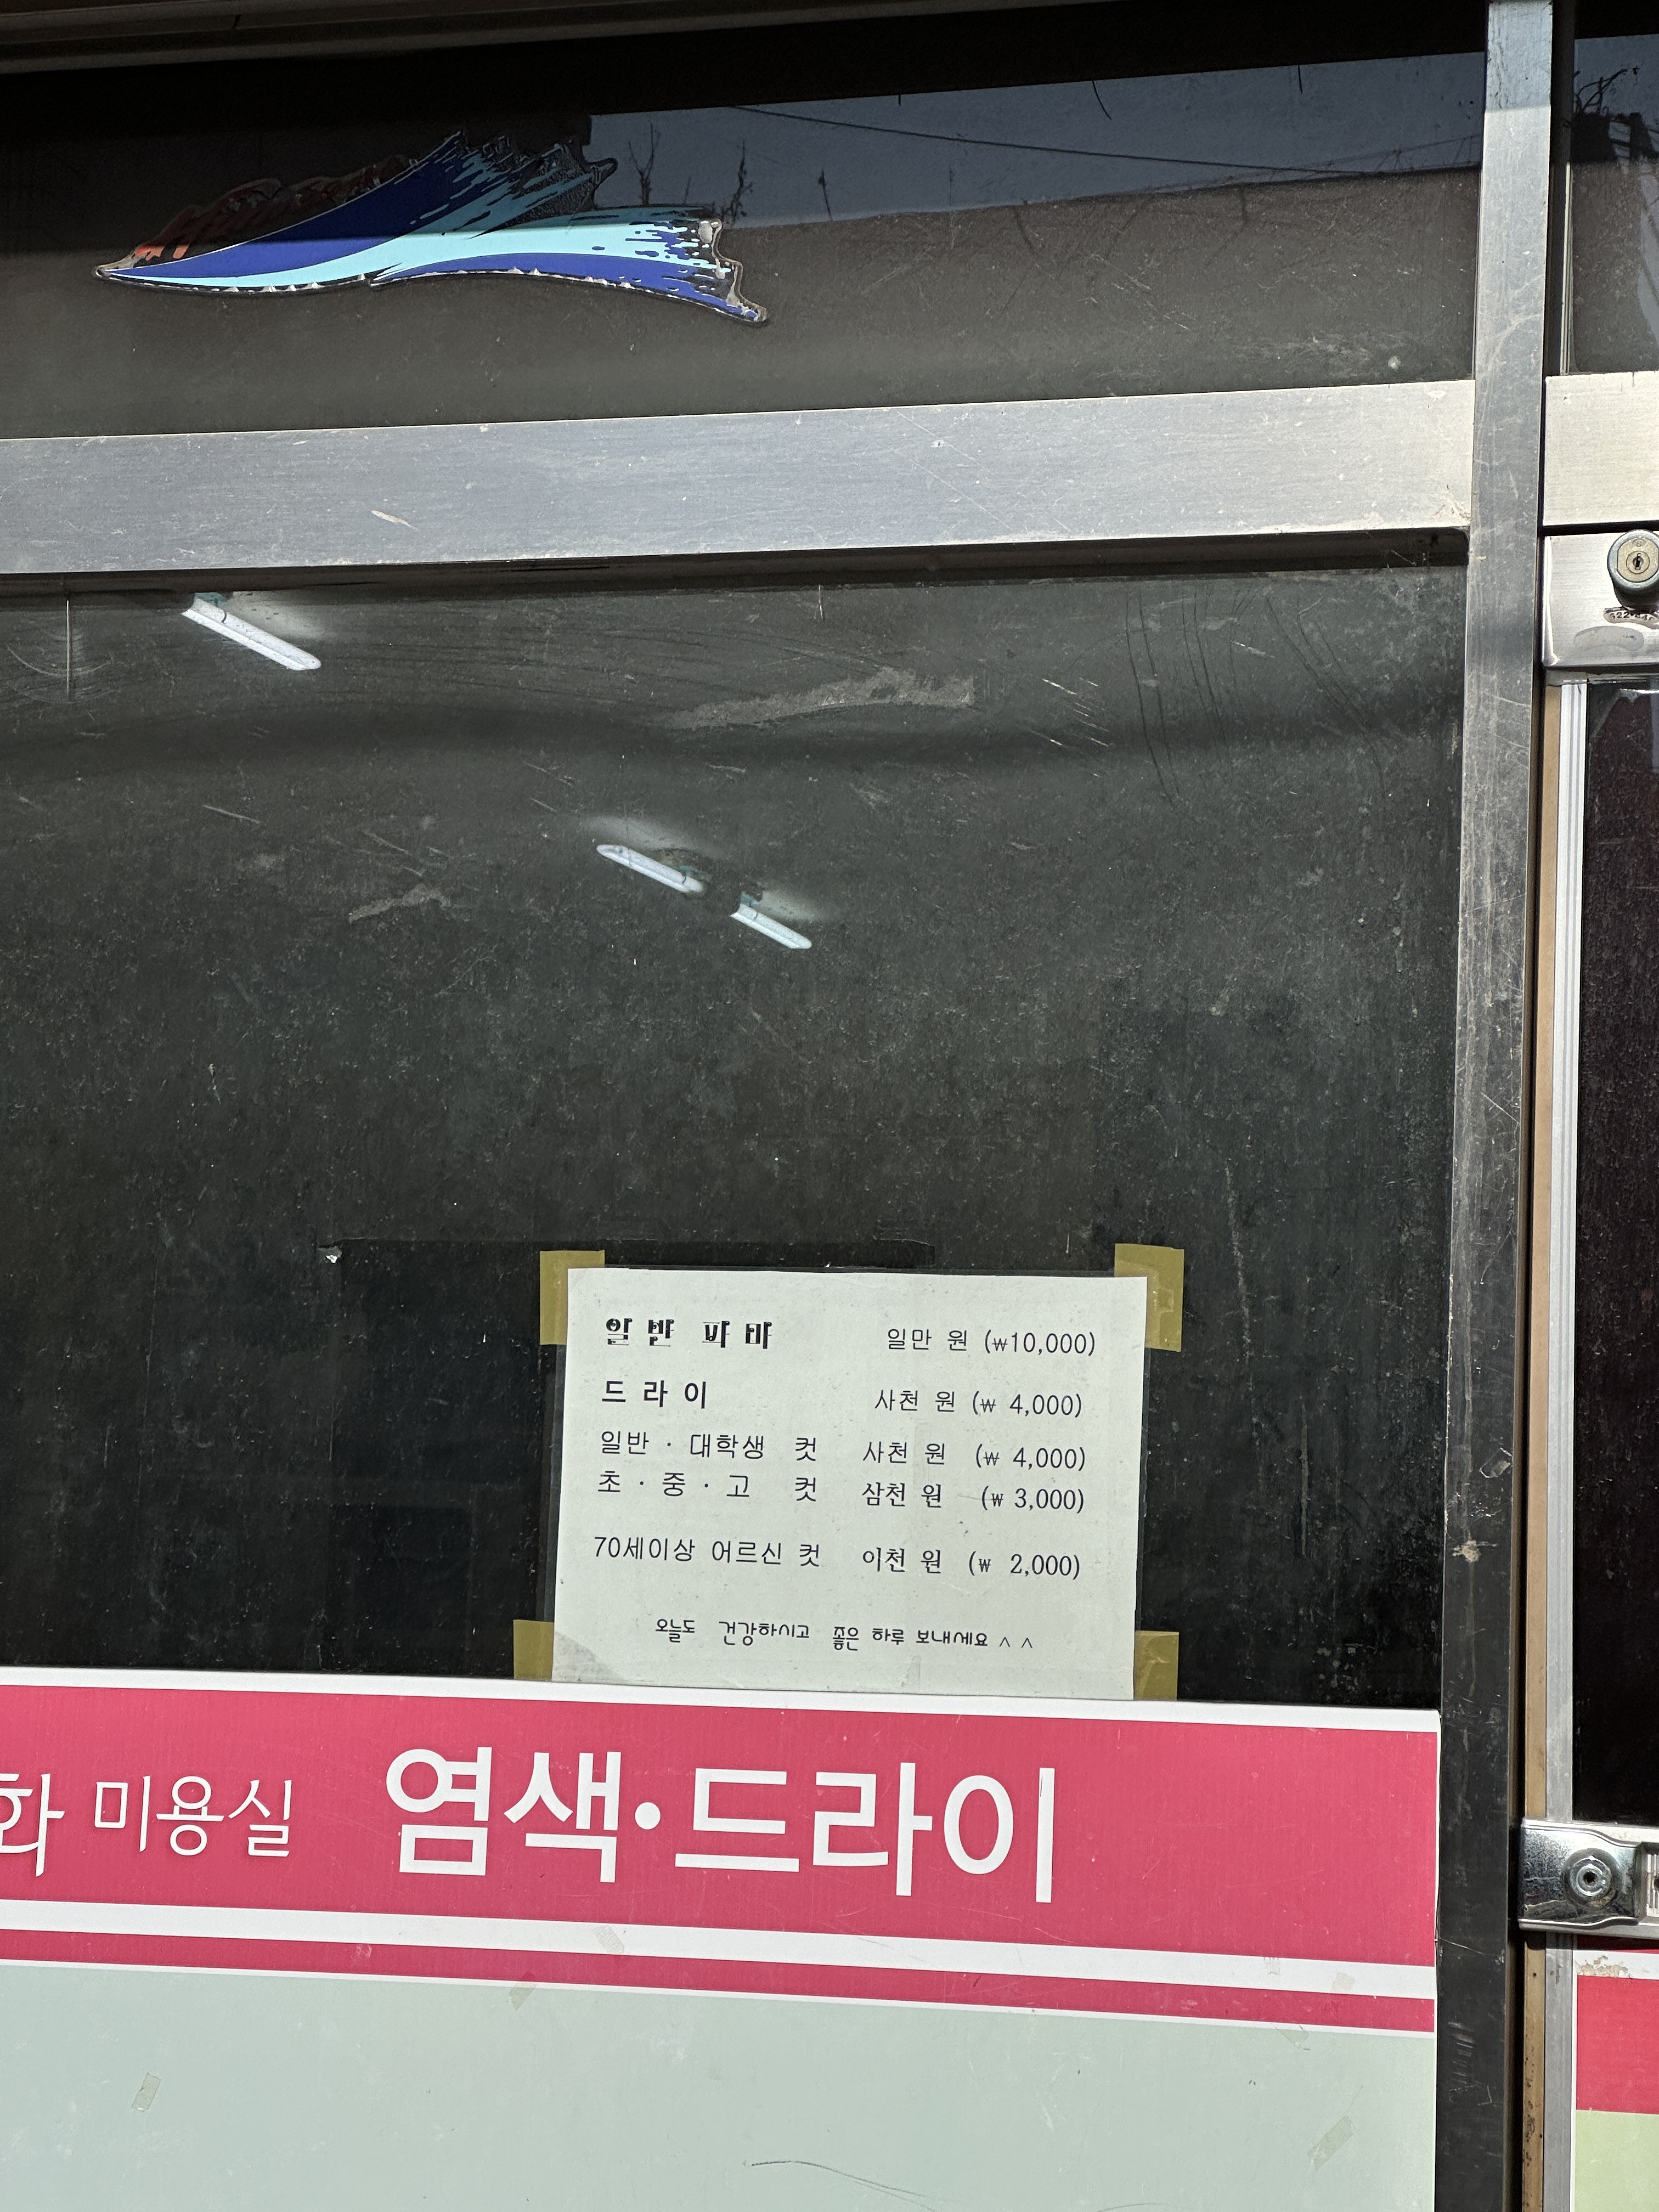 일반 파마 일만 원 (₩10,000)
드 라 이 사천 원 (₩ 4,000)
일반 · 대학생 컷 사천 원 (₩ 4,000)
초 · 중 · 고 컷 삼천 원 (₩ 3,000)
70세이상 어르신 컷 이천 원 (₩ 2,000)
오늘도 건강하시고 좋은 하루 보내세요 ^ ^
화 미용실 염색·드라이